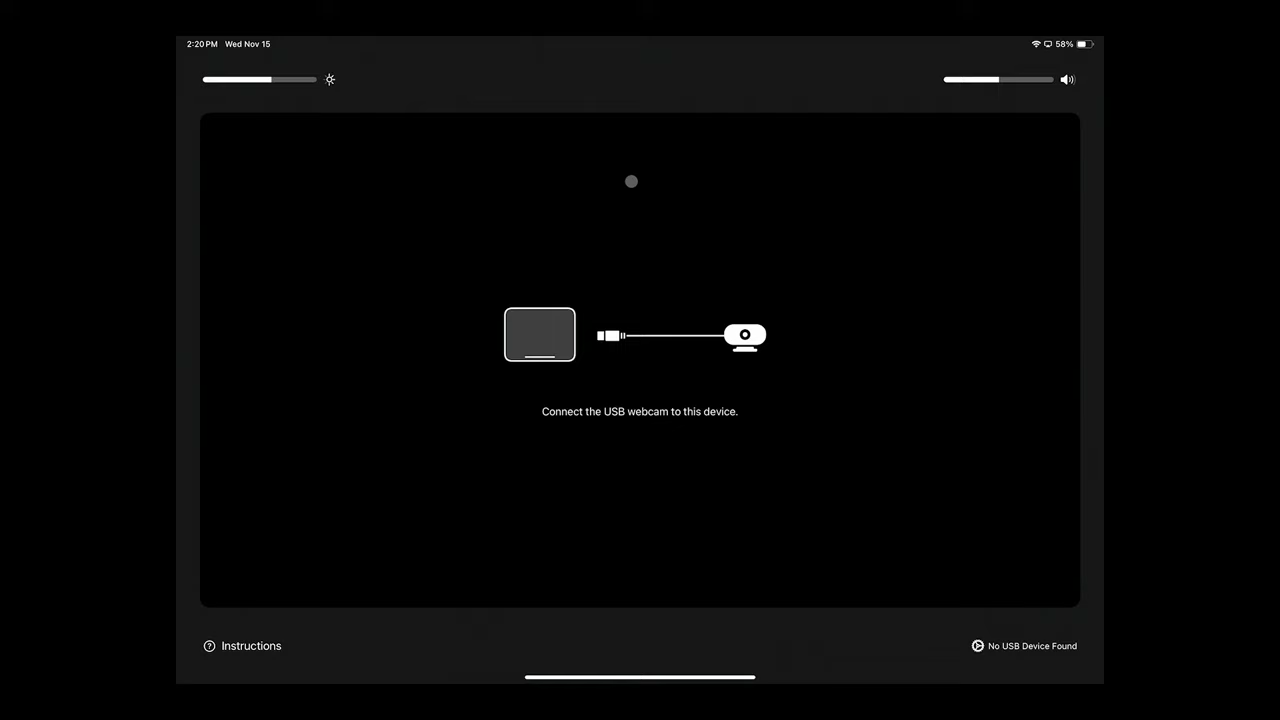 2:20 PM Wed Nov 15
58%
Connect the USB webcam to this device.
Instructions
No USB Device Found